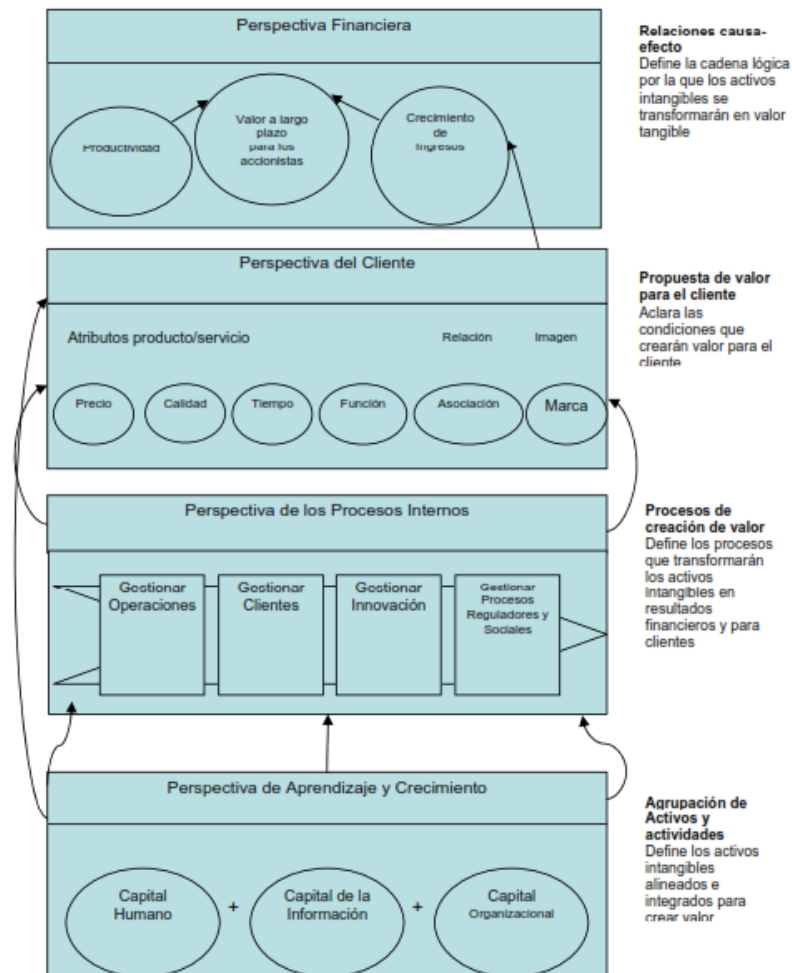 Perspectiva Financiera
Productividad
Valor a largo
plazo
para los
accionistas
Crecimiento
de
Ingresos
Relaciones causa-
efecto
Define la cadena lógica
por la que los activos
intangibles se
transformarán en valor
tangible
Perspectiva del Cliente
Atributos producto/servicio
Relación
Imagen
Precio
Calidad
Tiempo
Función
Asociación
Marca
Propuesta de valor
para el cliente
Aclara las
condiciones que
crearán valor para el
cliente
Perspectiva de los Procesos Internos
Gestionar
Operaciones
Gestionar
Clientes
Gestionar
Innovación
Gestionar
Procesos
Reguladores y
Sociales
Procesos de
creación de valor
Define los procesos
que transformarán
los activos
intangibles en
resultados
financieros y para
clientes
Perspectiva de Aprendizaje y Crecimiento
Capital
Humano
+
Capital de la
Información
+
Capital
Organizacional
Agrupación de
Activos y
actividades
Define los activos
intangibles
alineados e
integrados para
crear valor